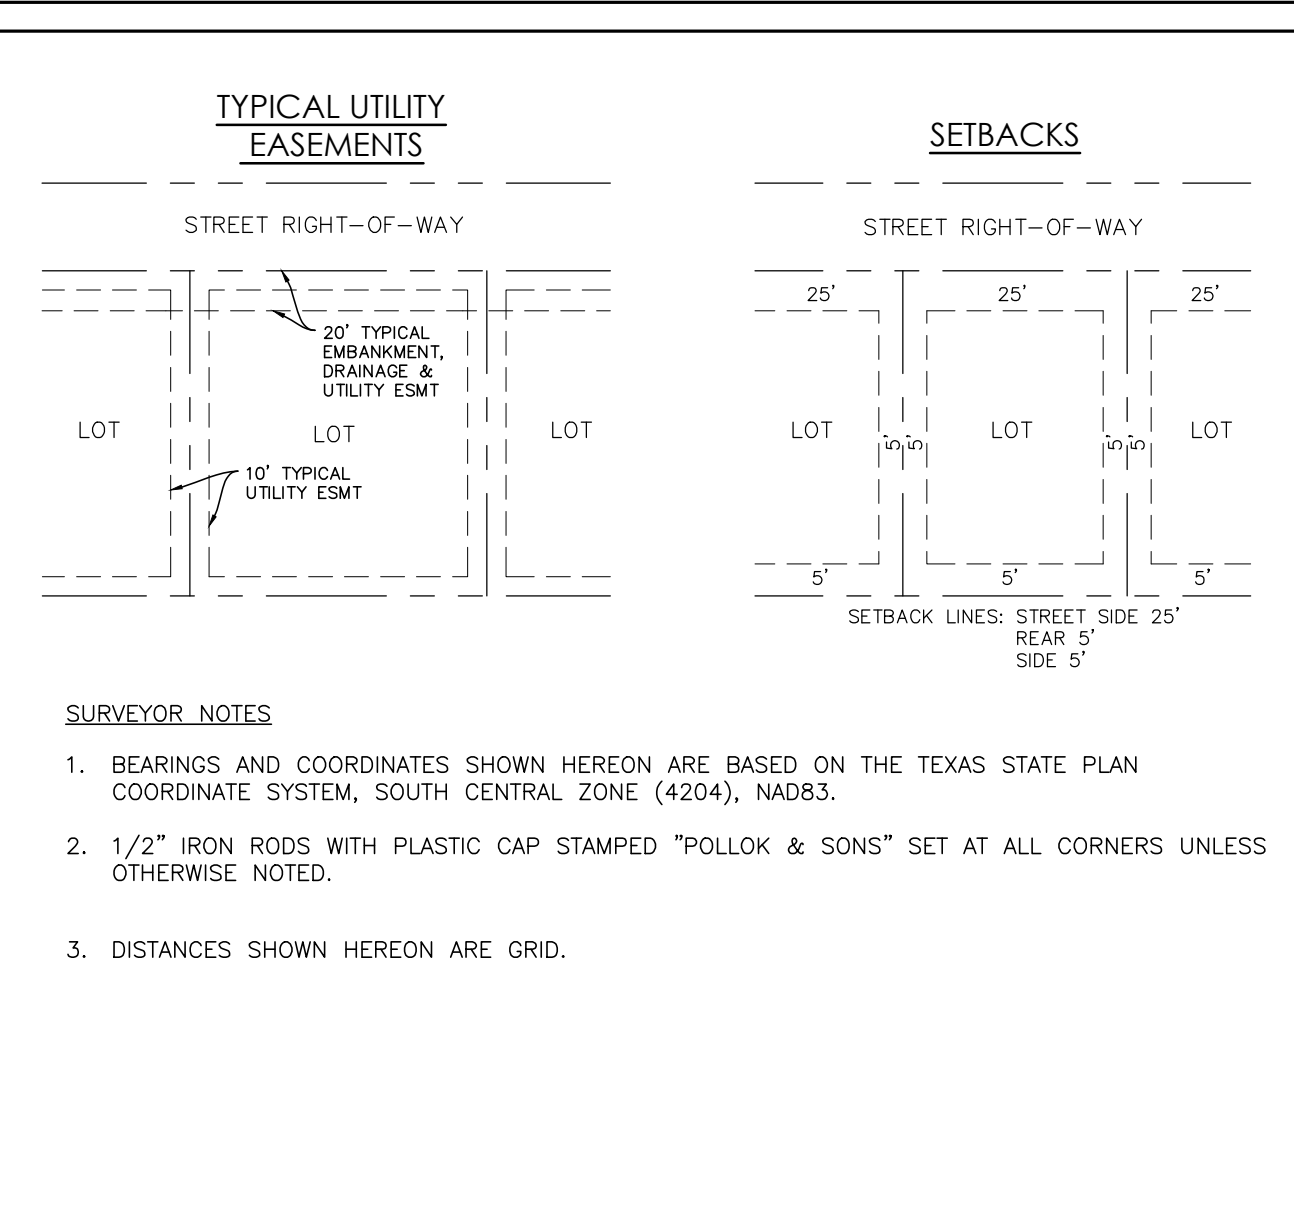 TYPICAL UTILITY
EASEMENTS
STREET RIGHT-OF-WAY
20' TYPICAL
EMBANKMENT,
DRAINAGE &
UTILITY ESMT
LOT
LOT
LOT
10' TYPICAL
UTILITY ESMT
SETBACKS
STREET RIGHT-OF-WAY
25'
25'
25'
LOT
5'
5'
LOT
5'
5'
LOT
5'
5'
5'
SETBACK LINES: STREET SIDE 25'
REAR 5'
SIDE 5'
SURVEYOR NOTES
1. BEARINGS AND COORDINATES SHOWN HEREON ARE BASED ON THE TEXAS STATE PLAN
COORDINATE SYSTEM, SOUTH CENTRAL ZONE (4204), NAD83.
2. 1/2" IRON RODS WITH PLASTIC CAP STAMPED "POLLOK & SONS" SET AT ALL CORNERS UNLESS
OTHERWISE NOTED.
3. DISTANCES SHOWN HEREON ARE GRID.